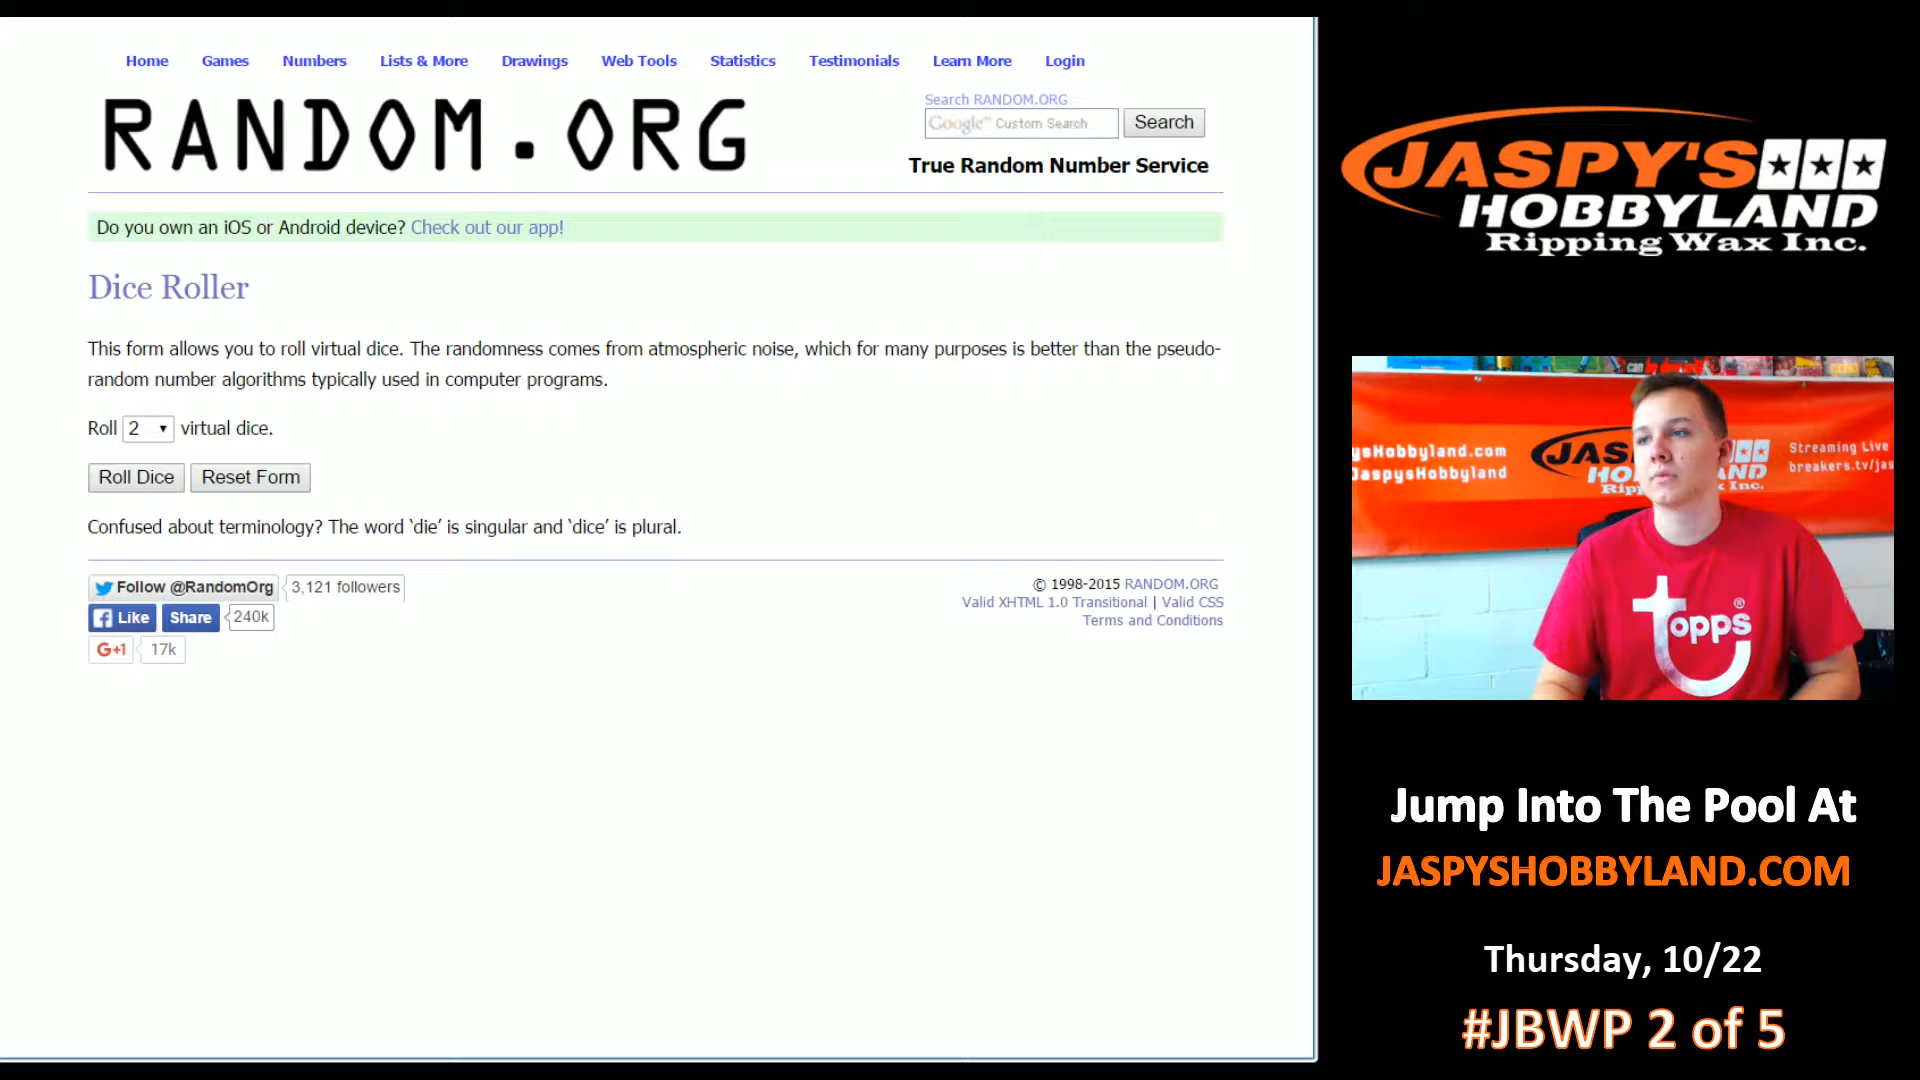 Home Games Numbers Lists & More Drawings Web Tools Statistics Testimonials Learn More Login
RANDOM.ORG
Search RANDOM.ORG
Google™ Custom Search Search
True Random Number Service
Do you own an iOS or Android device? Check out our app!
Dice Roller
This form allows you to roll virtual dice. The randomness comes from atmospheric noise, which for many purposes is better than the pseudo-
random number algorithms typically used in computer programs.
Roll 2 virtual dice.
Roll Dice Reset Form
Confused about terminology? The word ‘die’ is singular and ‘dice’ is plural.
Follow @RandomOrg 3,121 followers
Like Share 240k
G+1 17k
© 1998-2015 RANDOM.ORG
Valid XHTML 1.0 Transitional | Valid CSS
Terms and Conditions
JASPY'S
HOBBYLAND
Ripping Wax Inc.
ysHobbyland.com
JaspysHobbyland
Streaming Live
breakers.tv/jas
topps®
Jump Into The Pool At
JASPYSHOBBYLAND.COM
Thursday, 10/22
#JBWP 2 of 5